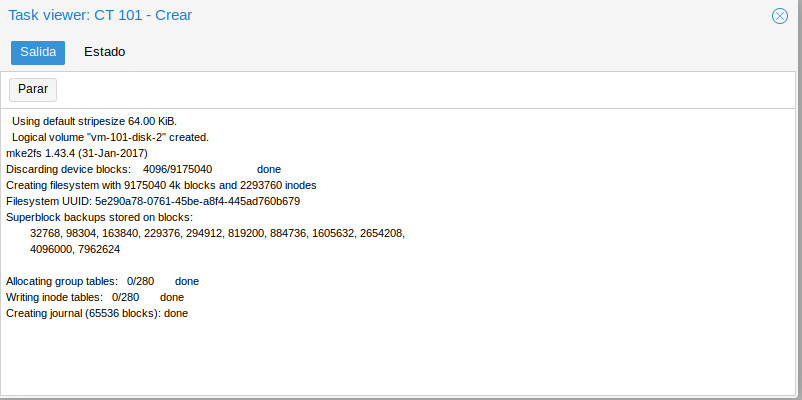 Task viewer: CT 101 - Crear
Salida Estado
Parar
Using default stripesize 64.00 KiB.
Logical volume "vm-101-disk-2" created.
mke2fs 1.43.4 (31-Jan-2017)
Discarding device blocks: 4096/9175040 done
Creating filesystem with 9175040 4k blocks and 2293760 inodes
Filesystem UUID: 5e290a78-0761-45be-a8f4-445ad760b679
Superblock backups stored on blocks:
32768, 98304, 163840, 229376, 294912, 819200, 884736, 1605632, 2654208,
4096000, 7962624
Allocating group tables: 0/280 done
Writing inode tables: 0/280 done
Creating journal (65536 blocks): done